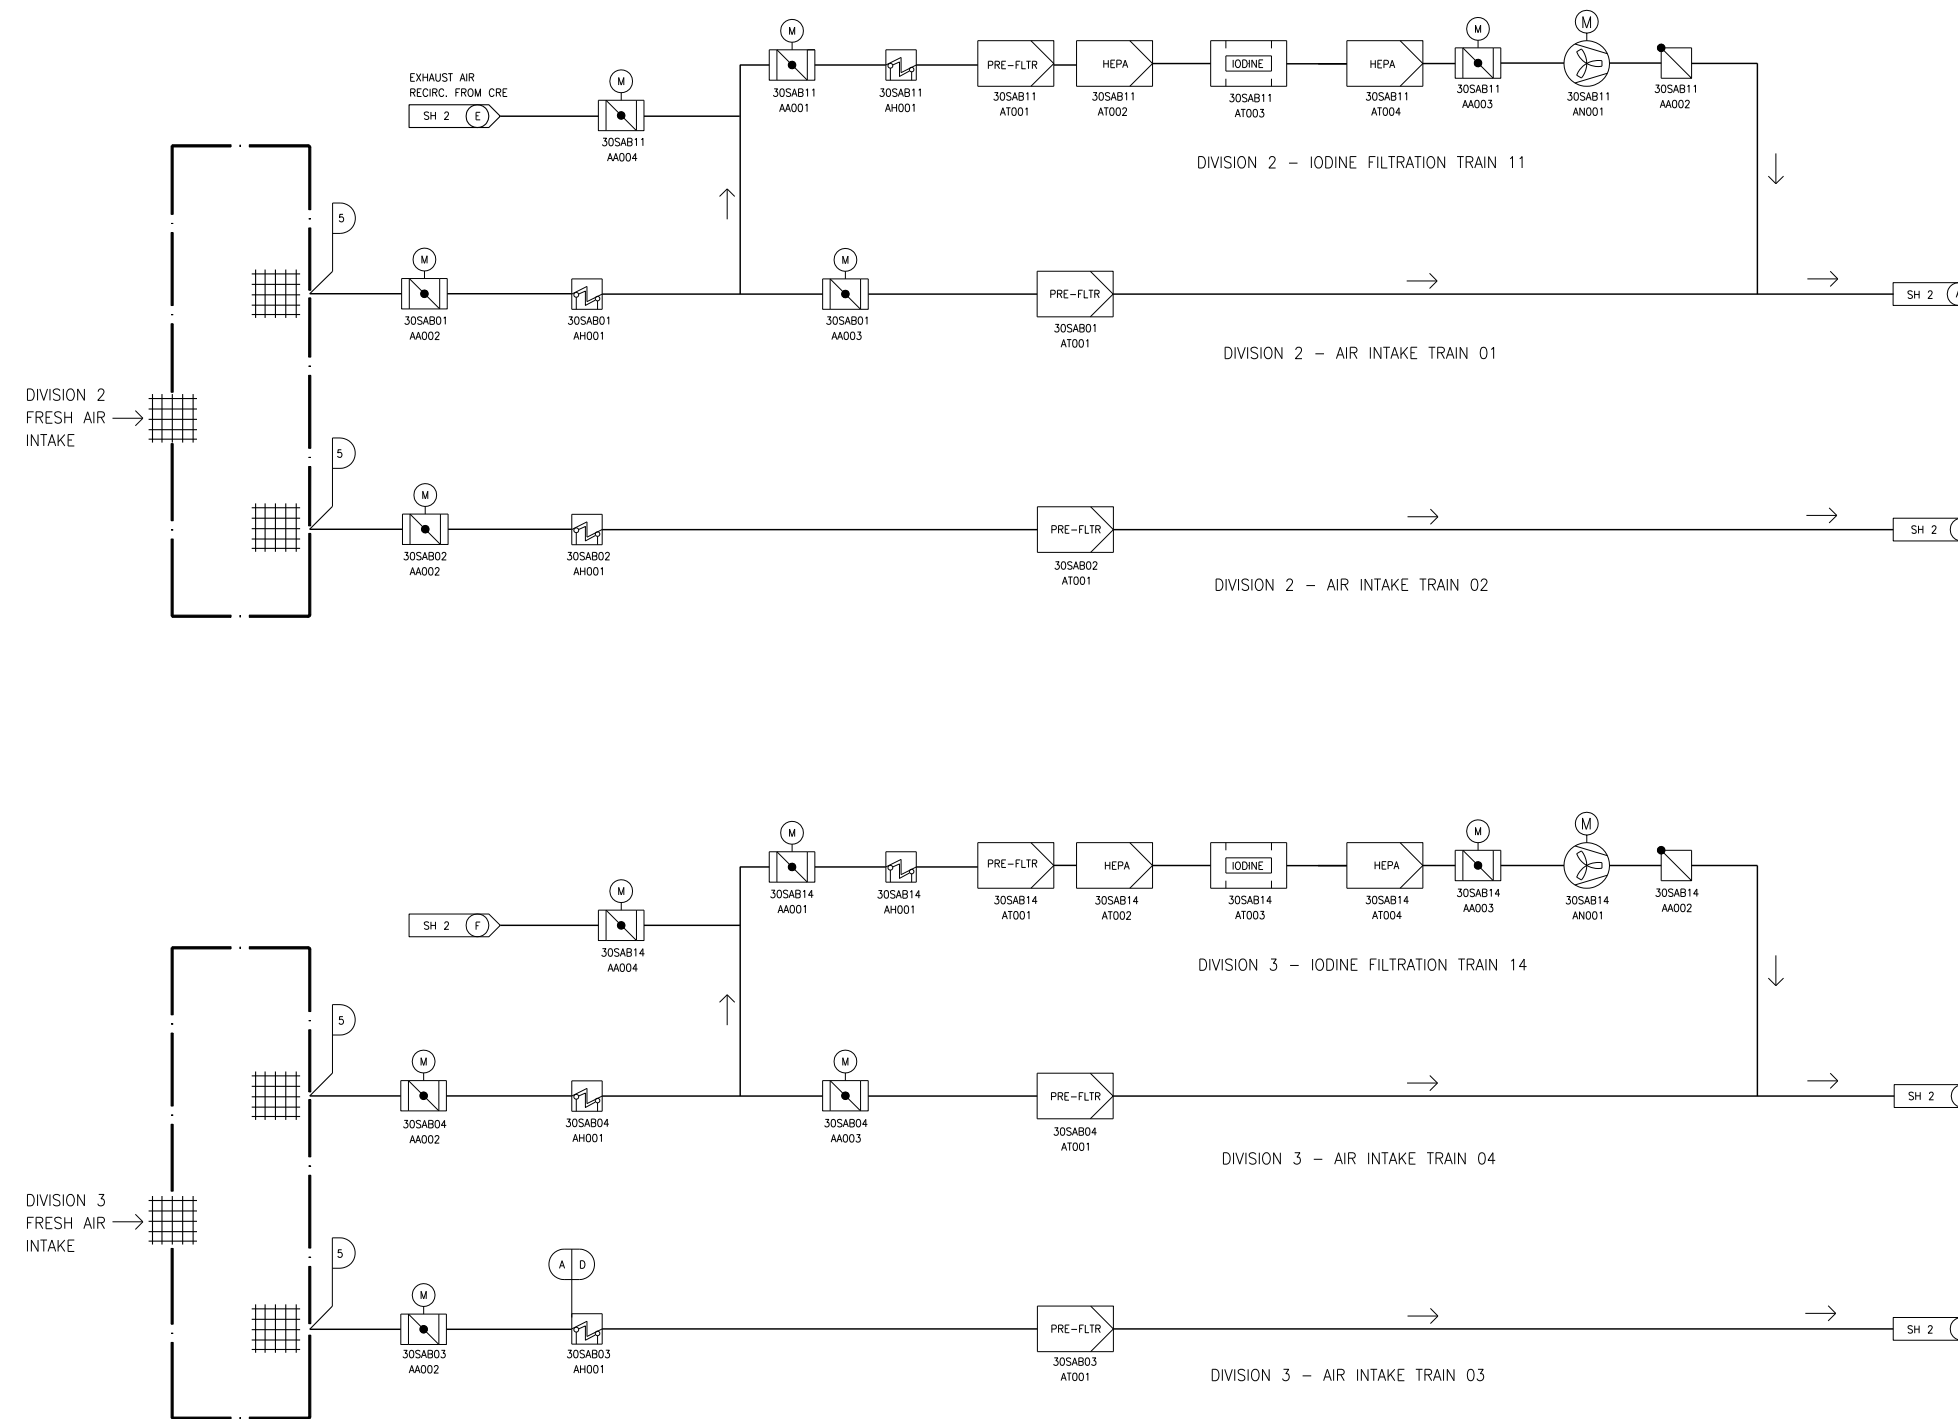 M
M
M
30SAB11
AA001
30SAB11
AH001
PRE-FLTR
30SAB11
AT001
HEPA
30SAB11
AT002
IODINE
30SAB11
AT003
HEPA
30SAB11
AT004
30SAB11
AA003
30SAB11
AN001
30SAB11
AA002
EXHAUST AIR
RECIRC. FROM CRE
SH 2 E
M
30SAB11
AA004
DIVISION 2 - IODINE FILTRATION TRAIN 11
5
M
30SAB01
AA002
30SAB01
AH001
M
30SAB01
AA003
PRE-FLTR
30SAB01
AT001
SH 2
DIVISION 2 - AIR INTAKE TRAIN 01
DIVISION 2
FRESH AIR
INTAKE
5
M
30SAB02
AA002
30SAB02
AH001
PRE-FLTR
30SAB02
AT001
SH 2
DIVISION 2 - AIR INTAKE TRAIN 02
M
M
M
30SAB14
AA001
30SAB14
AH001
PRE-FLTR
30SAB14
AT001
HEPA
30SAB14
AT002
IODINE
30SAB14
AT003
HEPA
30SAB14
AT004
30SAB14
AA003
30SAB14
AN001
30SAB14
AA002
SH 2 F
M
30SAB14
AA004
DIVISION 3 - IODINE FILTRATION TRAIN 14
5
M
30SAB04
AA002
30SAB04
AH001
M
30SAB04
AA003
PRE-FLTR
30SAB04
AT001
SH 2
DIVISION 3 - AIR INTAKE TRAIN 04
DIVISION 3
FRESH AIR
INTAKE
5
M
30SAB03
AA002
A D
30SAB03
AH001
PRE-FLTR
30SAB03
AT001
SH 2
DIVISION 3 - AIR INTAKE TRAIN 03